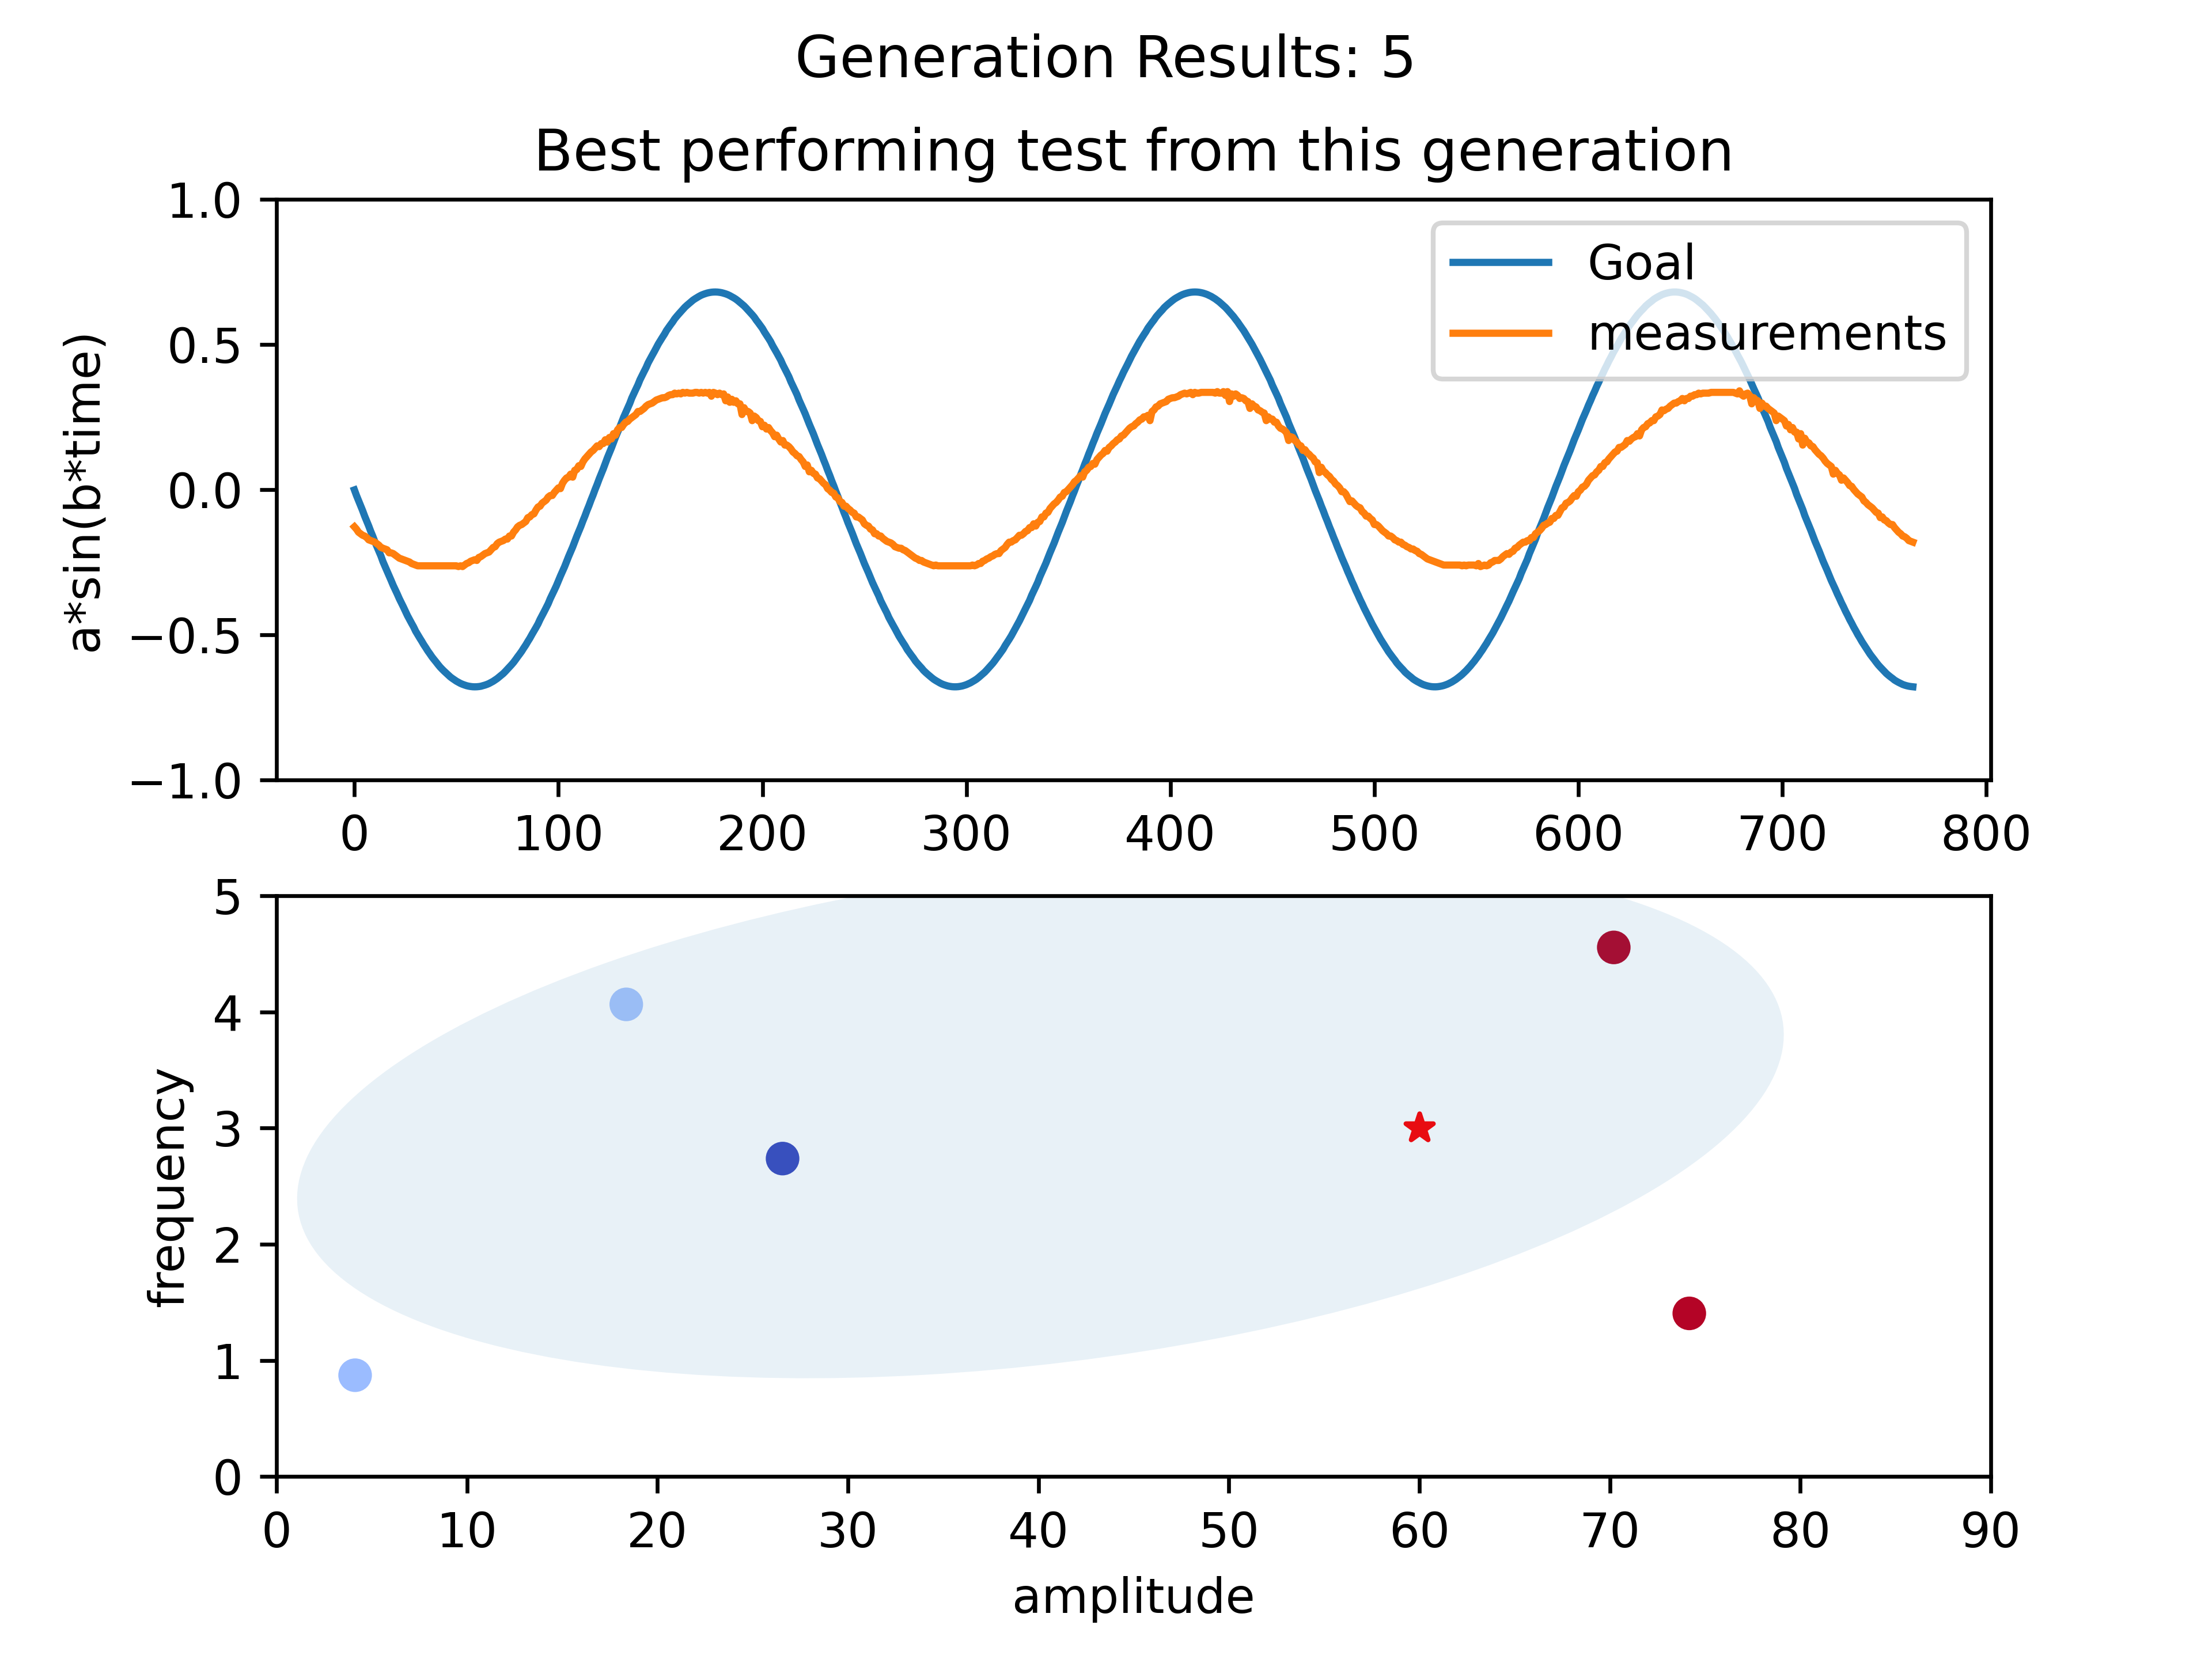 Generation Results: 5
Best performing test from this generation
a*sin(b*time)
1.0
0.5
0.0
−0.5
−1.0
Goal
measurements
0 100 200 300 400 500 600 700 800
frequency
5
4
3
2
1
0
0 10 20 30 40 50 60 70 80 90
amplitude